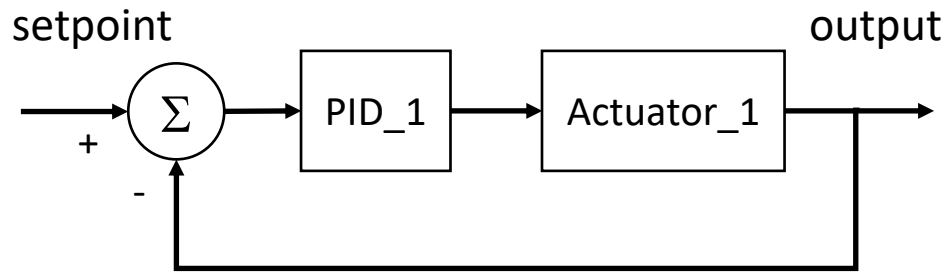 setpoint
output
Σ
PID_1
Actuator_1
+
-